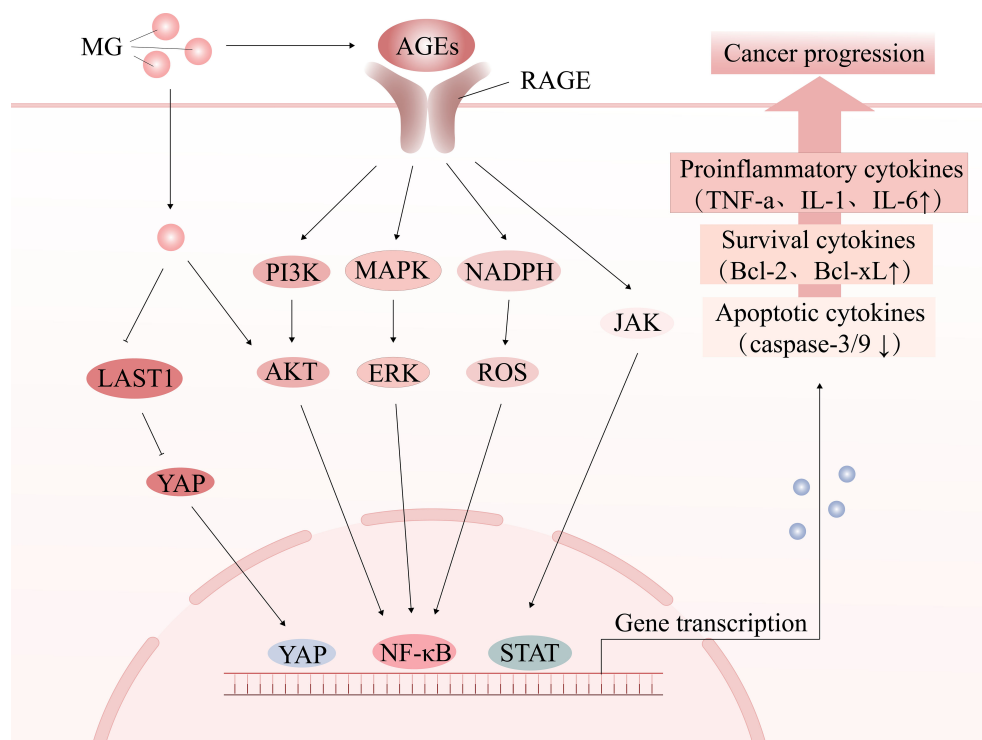 MG
AGEs
RAGE
Cancer progression
Proinflammatory cytokines
（TNF-a、IL-1、IL-6↑）
Survival cytokines
（Bcl-2、Bcl-xL↑）
Apoptotic cytokines
（caspase-3/9 ↓）
PI3K
MAPK
NADPH
JAK
LAST1
AKT
ERK
ROS
YAP
Gene transcription
YAP
NF-κB
STAT